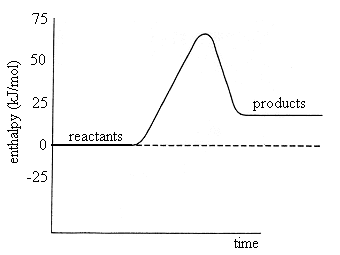 75
50
25
0
-25
enthalpy (kJ/mol)
reactants
products
time